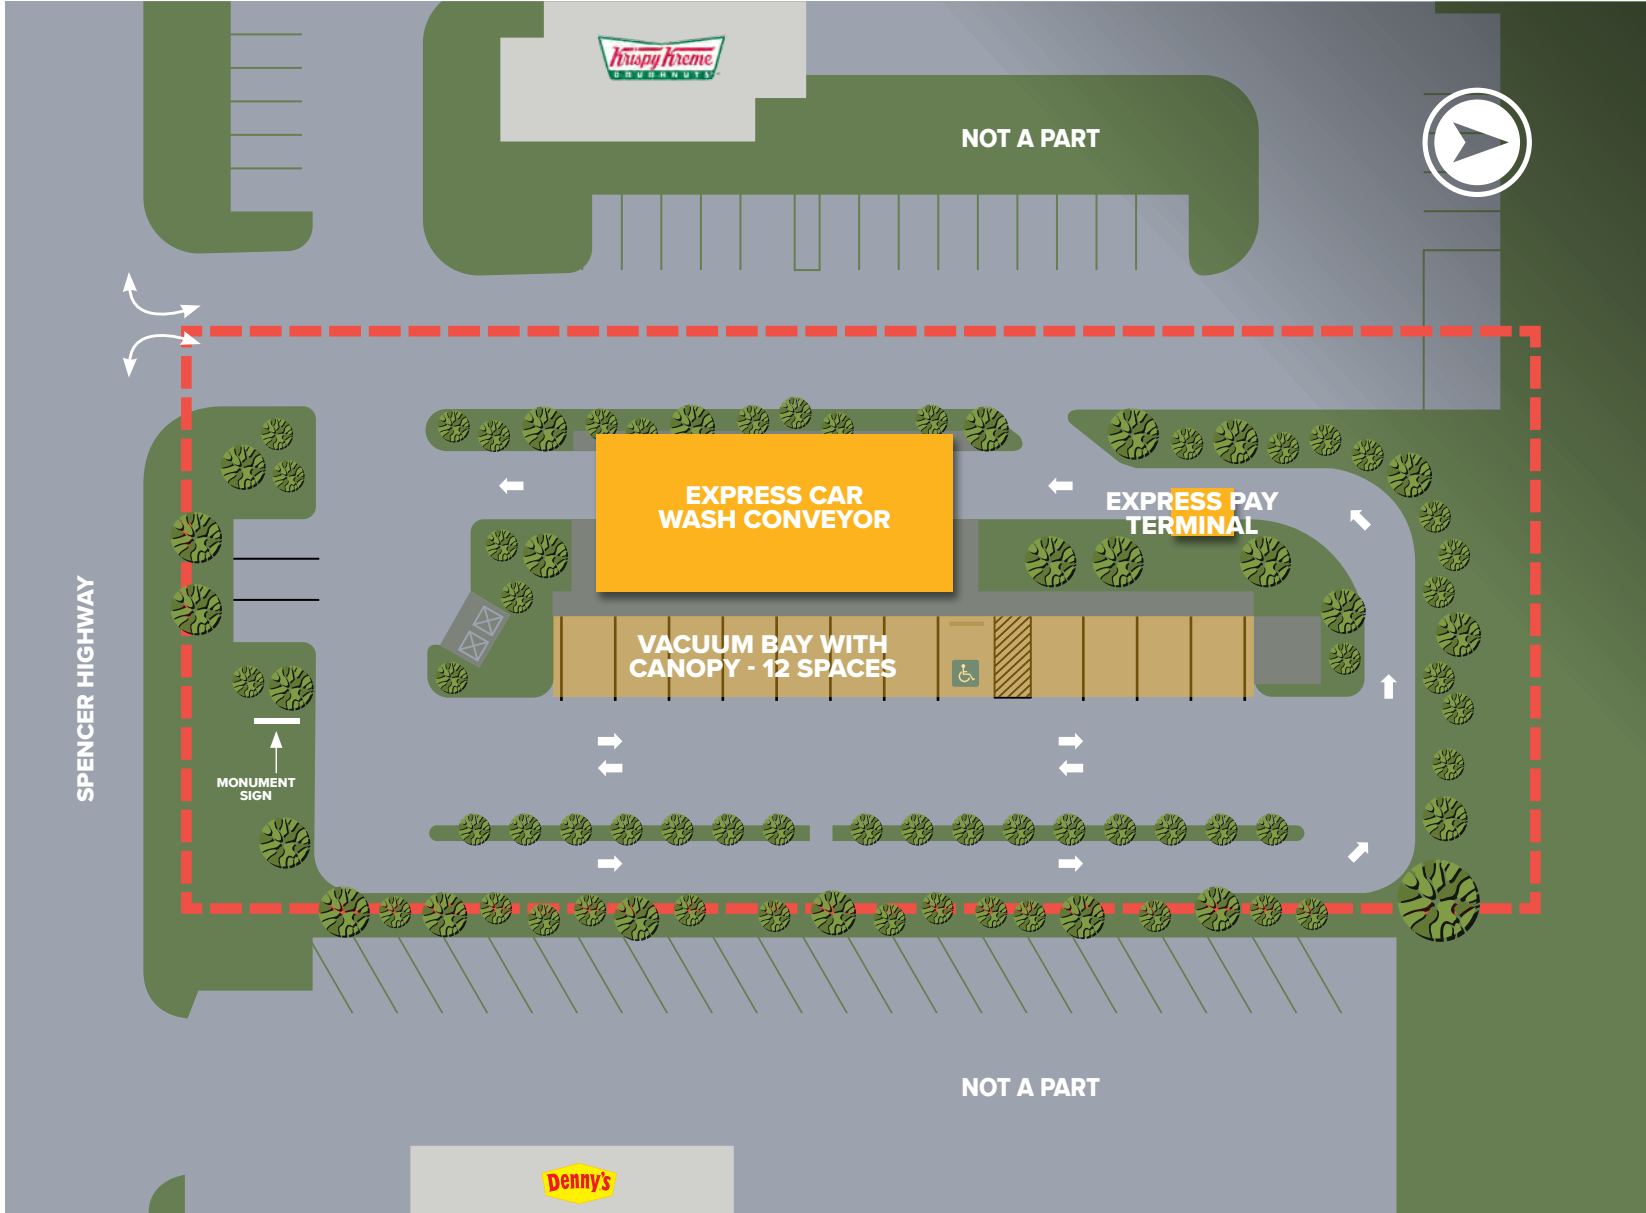 Krispy Kreme
DOUGHNUTS
NOT A PART
EXPRESS CAR
WASH CONVEYOR
EXPRESS PAY
TERMINAL
VACUUM BAY WITH
CANOPY - 12 SPACES
SPENCER HIGHWAY
MONUMENT
SIGN
NOT A PART
Denny's